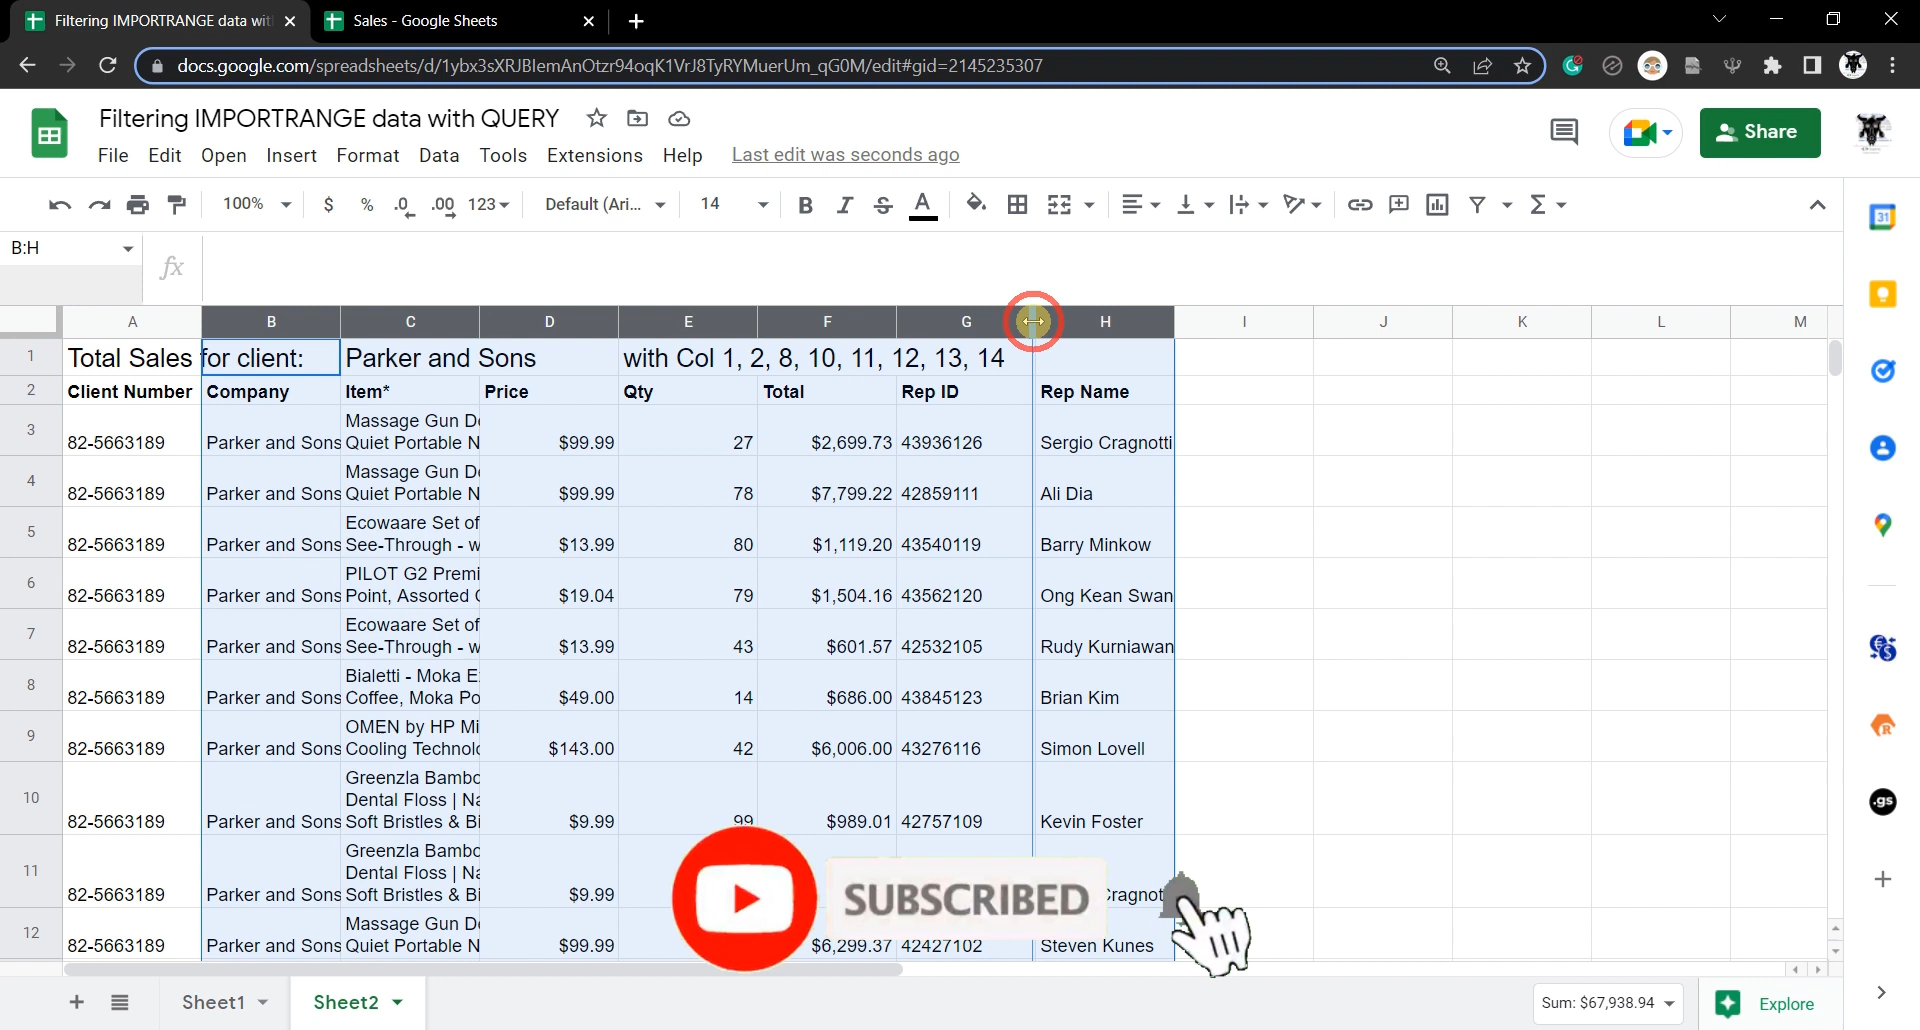 Filtering IMPORTRANGE data wit
Sales - Google Sheets
docs.google.com/spreadsheets/d/1ybx3sXRJBIemAnOtzr94oqK1VrJ8TyRYMuerUm_qG0M/edit#gid=2145235307
Filtering IMPORTRANGE data with QUERY
Share
File Edit Open Insert Format Data Tools Extensions Help Last edit was seconds ago
100% $ % .0 .00 123 Default (Ari... 14 B I S A Σ
B:H
fx
A B C D E F G H I J K L M
1 Total Sales for client: Parker and Sons with Col 1, 2, 8, 10, 11, 12, 13, 14
2 Client Number Company Item* Price Qty Total Rep ID Rep Name
Massage Gun De
3 82-5663189 Parker and Sons Quiet Portable N $99.99 27 $2,699.73 43936126 Sergio Cragnotti
Massage Gun De
4 82-5663189 Parker and Sons Quiet Portable N $99.99 78 $7,799.22 42859111 Ali Dia
Ecowaare Set of
5 82-5663189 Parker and Sons See-Through - w $13.99 80 $1,119.20 43540119 Barry Minkow
PILOT G2 Premi
6 82-5663189 Parker and Sons Point, Assorted C $19.04 79 $1,504.16 43562120 Ong Kean Swan
Ecowaare Set of
7 82-5663189 Parker and Sons See-Through - w $13.99 43 $601.57 42532105 Rudy Kurniawan
Bialetti - Moka E
8 82-5663189 Parker and Sons Coffee, Moka Po $49.00 14 $686.00 43845123 Brian Kim
OMEN by HP Mi
9 82-5663189 Parker and Sons Cooling Technolo $143.00 42 $6,006.00 43276116 Simon Lovell
Greenzla Bambo
Dental Floss | Na
10 82-5663189 Parker and Sons Soft Bristles & Bi $9.99 99 $989.01 42757109 Kevin Foster
Greenzla Bambo
Dental Floss | Na
11 82-5663189 Parker and Sons Soft Bristles & Bi $9.99 Cragnot
Massage Gun De
12 82-5663189 Parker and Sons Quiet Portable N $99.99 $6,299.37 42427102 Steven Kunes
SUBSCRIBED
Sheet1 Sheet2 Sum: $67,938.94 Explore
31
.gs